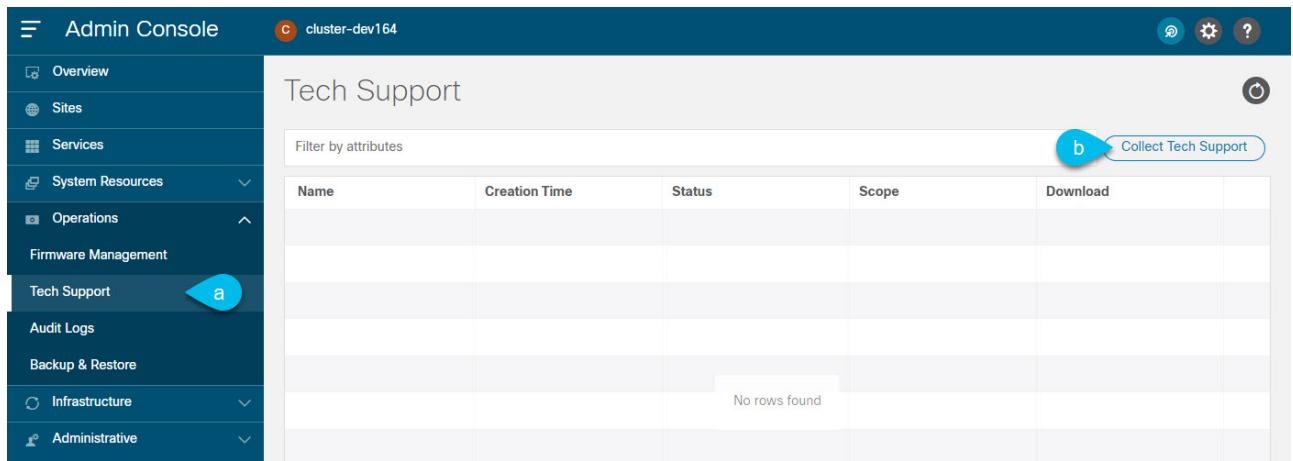 Admin Console
C cluster-dev164
?
Overview
Sites
Services
System Resources
Operations
Firmware Management
Tech Support
a
Audit Logs
Backup & Restore
Infrastructure
Administrative
Tech Support
Filter by attributes
b
Collect Tech Support
Name Creation Time Status Scope Download
No rows found